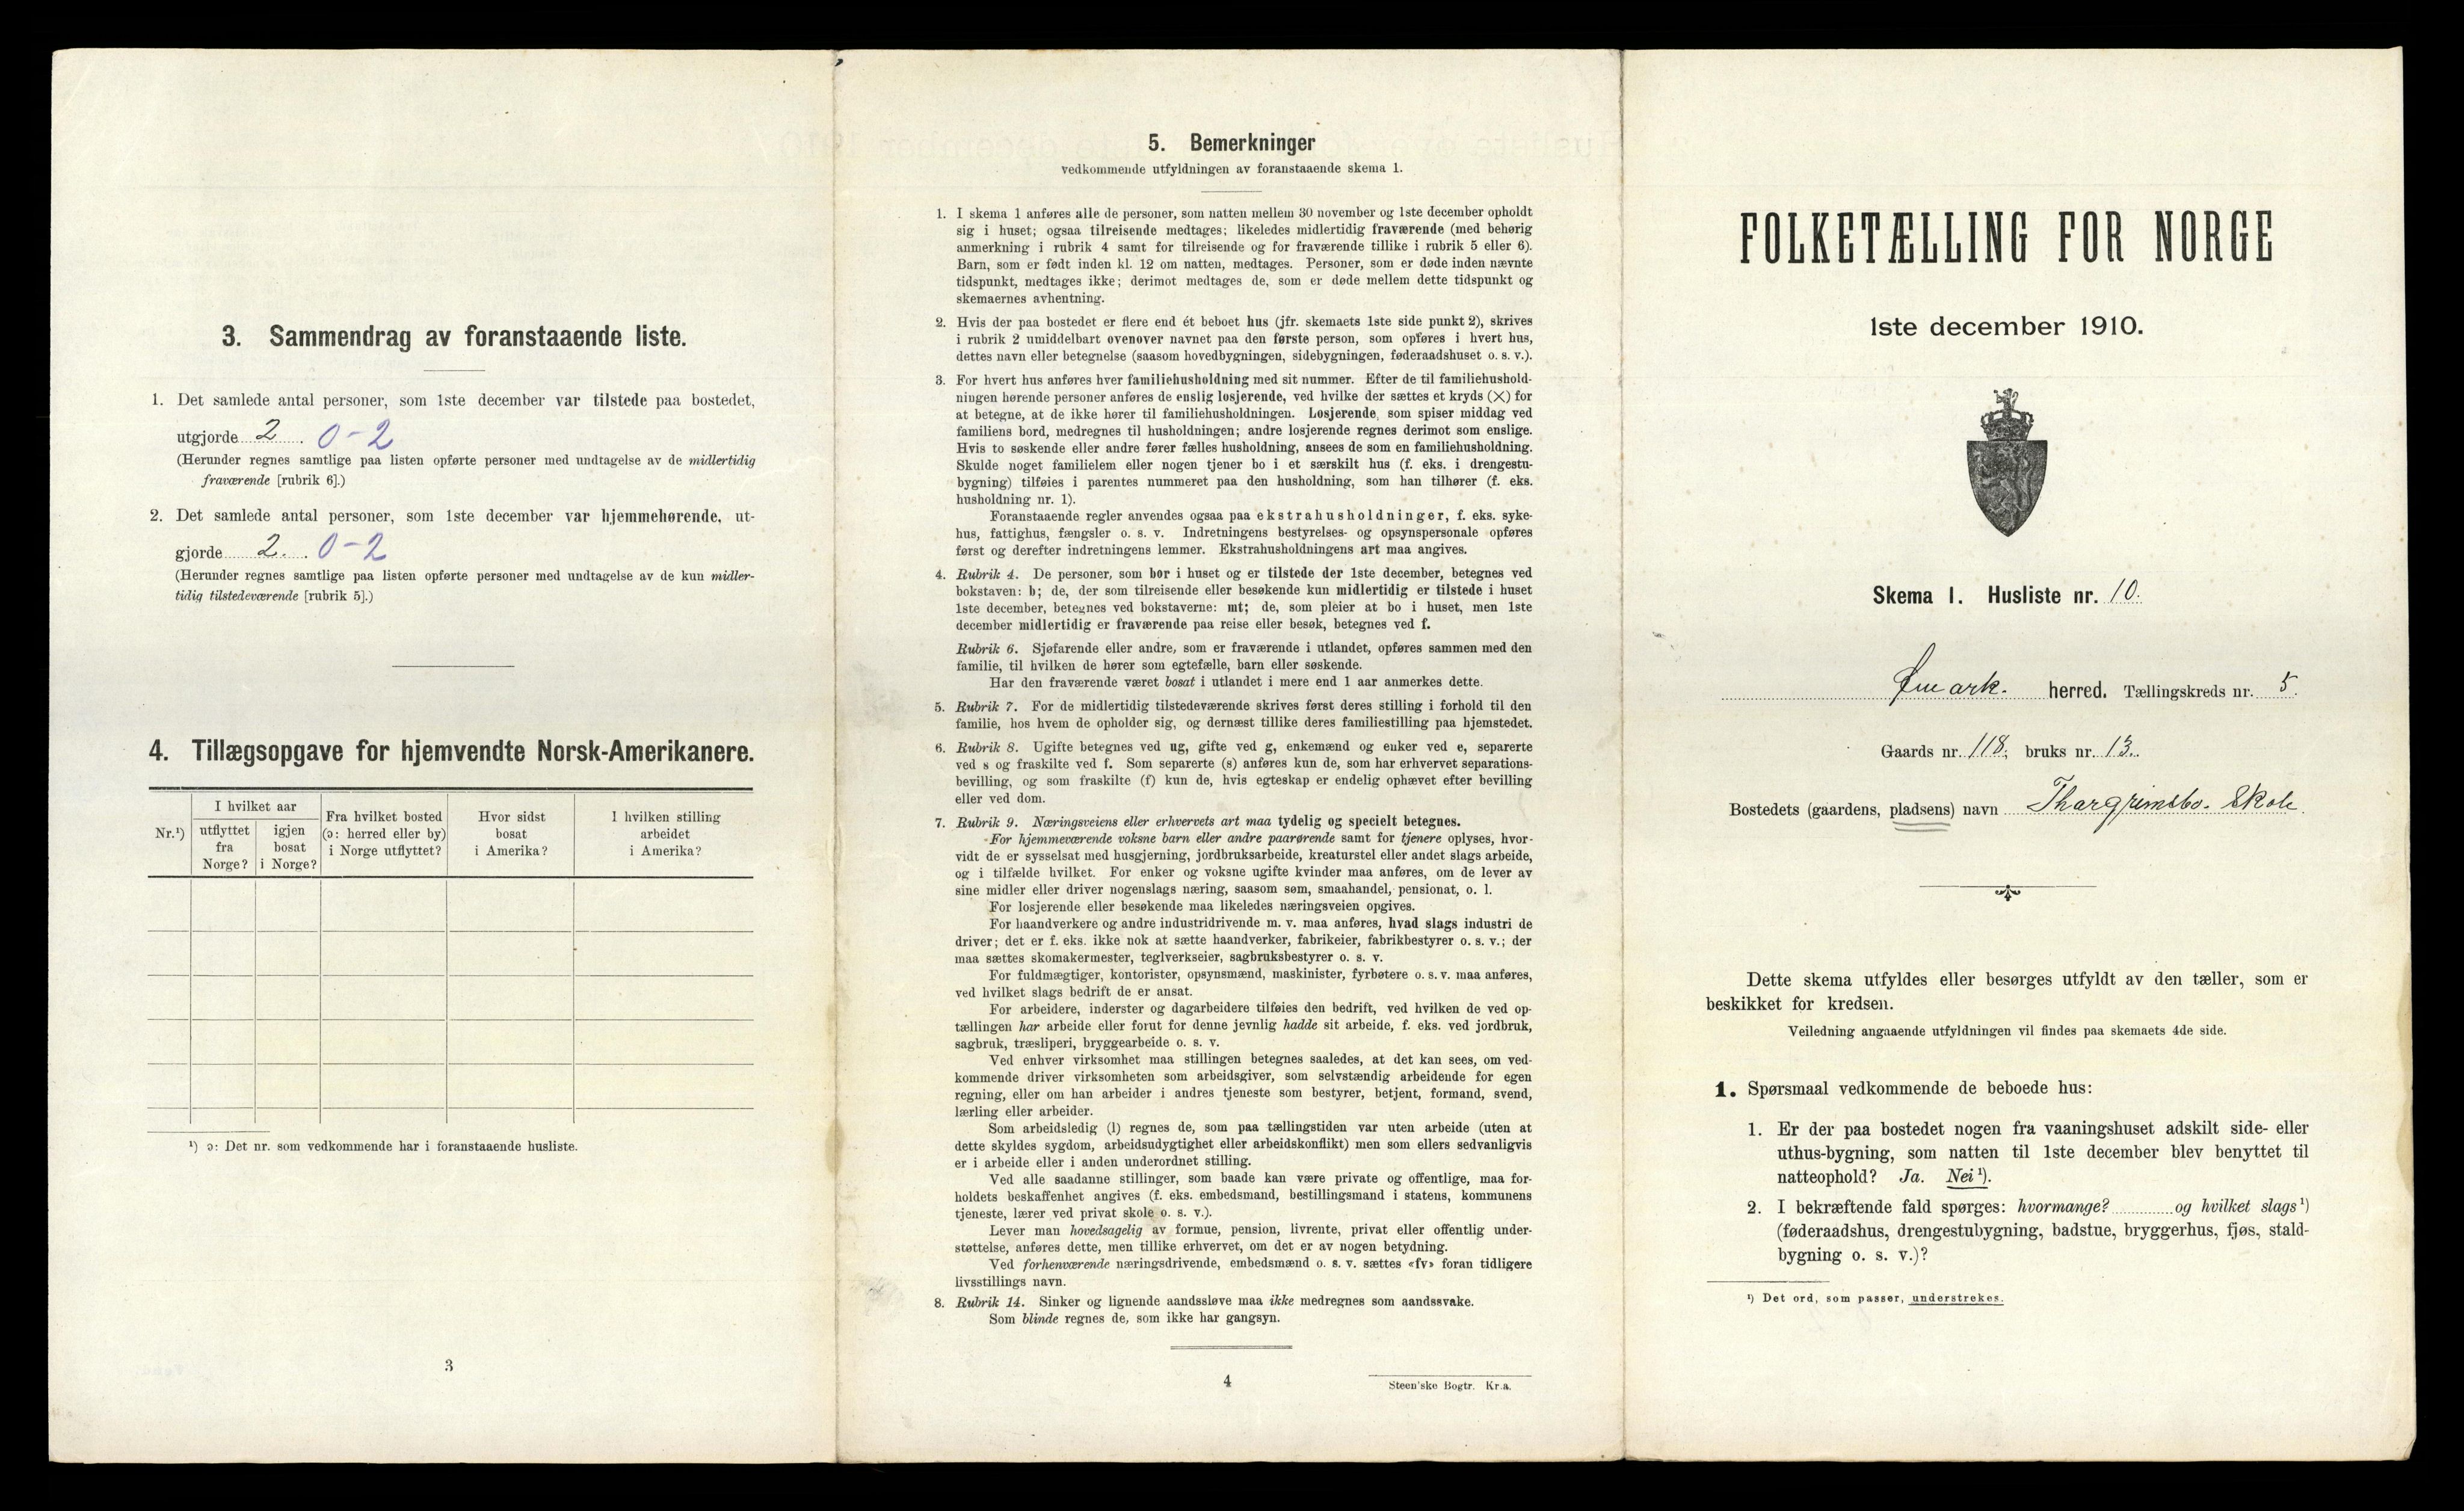 3. Sammendrag av foranstaaende liste.
1. Det samlede antal personer, som 1ste december var tilstede paa bostedet,
utgjorde 2 . 0-2
(Herunder regnes samtlige paa listen opførte personer med undtagelse av de midlertidig
fraværende [rubrik 6].)
2. Det samlede antal personer, som 1ste december var hjemmehørende, ut-
gjorde 2. . 0-2
(Herunder regnes samtlige paa listen opførte personer med undtagelse av de kun midler-
tidig tilstedeværende [rubrik 5].)
4. Tillægsopgave for hjemvendte Norsk-Amerikanere.
Nr.¹)
I hvilket aar
utflyttet
fra
Norge?
igjen
bosat
i Norge?
Fra hvilket bosted
(ɔ: herred eller by)
i Norge utflyttet?
Hvor sidst
bosat
i Amerika?
I hvilken stilling
arbeidet
i Amerika?
¹) ɔ: Det nr. som vedkommende har i foranstaaende husliste.
3
5. Bemerkninger
vedkommende utfyldningen av foranstaaende skema 1.
1. I skema 1 anføres alle de personer, som natten mellem 30 november og 1ste december opholdt
sig i huset; ogsaa tilreisende medtages; likeledes midlertidig fraværende (med behørig
anmerkning i rubrik 4 samt for tilreisende og for fraværende tillike i rubrik 5 eller 6).
Barn, som er født inden kl. 12 om natten, medtages. Personer, som er døde inden nævnte
tidspunkt, medtages ikke; derimot medtages de, som er døde mellem dette tidspunkt og
skemaernes avhentning.
2. Hvis der paa bostedet er flere end ét beboet hus (jfr. skemaets 1ste side punkt 2), skrives
i rubrik 2 umiddelbart ovenover navnet paa den første person, som opføres i hvert hus,
dettes navn eller betegnelse (saasom hovedbygningen, sidebygningen, føderaadshuset o. s. v.).
3. For hvert hus anføres hver familiehusholdning med sit nummer. Efter de til familiehushold-
ningen hørende personer anføres de enslig losjerende, ved hvilke der sættes et kryds (×) for
at betegne, at de ikke hører til familiehusholdningen. Losjerende, som spiser middag ved
familiens bord, medregnes til husholdningen; andre losjerende regnes derimot som enslige.
Hvis to søskende eller andre fører fælles husholdning, ansees de som en familiehusholdning.
Skulde noget familielem eller nogen tjener bo i et særskilt hus (f. eks. i drengestu-
bygning) tilføies i parentes nummeret paa den husholdning, som han tilhører (f. eks.
husholdning nr. 1).
Foranstaaende regler anvendes ogsaa paa ekstrahusholdninger, f. eks. syke-
hus, fattighus, fængsler o. s. v. Indretningens bestyrelses- og opsynspersonale opføres
først og derefter indretningens lemmer. Ekstrahusholdningens art maa angives.
4. Rubrik 4. De personer, som bor i huset og er tilstede der 1ste december, betegnes ved
bokstaven: b; de, der som tilreisende eller besøkende kun midlertidig er tilstede i huset
1ste december, betegnes ved bokstaverne: mt; de, som pleier at bo i huset, men 1ste
december midlertidig er fraværende paa reise eller besøk, betegnes ved f.
Rubrik 6. Sjøfarende eller andre, som er fraværende i utlandet, opføres sammen med den
familie, til hvilken de hører som egtefælle, barn eller søskende.
Har den fraværende været bosat i utlandet i mere end 1 aar anmerkes dette.
5. Rubrik 7. For de midlertidig tilstedeværende skrives først deres stilling i forhold til den
familie, hos hvem de opholder sig, og dernæst tillike deres familiestilling paa hjemstedet.
6. Rubrik 8. Ugifte betegnes ved ug, gifte ved g, enkemænd og enker ved e, separerte
ved s og fraskilte ved f. Som separerte (s) anføres kun de, som har erhvervet separations-
bevilling, og som fraskilte (f) kun de, hvis egteskap er endelig ophævet efter bevilling
eller ved dom.
7. Rubrik 9. Næringsveiens eller erhvervets art maa tydelig og specielt betegnes.
For hjemmeværende voksne barn eller andre paarørende samt for tjenere oplyses, hvor-
vidt de er sysselsat med husgjerning, jordbruksarbeide, kreaturstel eller andet slags arbeide,
og i tilfælde hvilket. For enker og voksne ugifte kvinder maa anføres, om de lever av
sine midler eller driver nogenslags næring, saasom søm, smaahandel, pensionat, o. l.
For losjerende eller besøkende maa likeledes næringsveien opgives.
For haandverkere og andre industridrivende m. v. maa anføres, hvad slags industri de
driver; det er f. eks. ikke nok at sætte haandverker, fabrikeier, fabrikbestyrer o. s. v.; der
maa sættes skomakermester, teglverkseier, sagbruksbestyrer o. s. v.
For fuldmægtiger, kontorister, opsynsmænd, maskinister, fyrbøtere o. s. v. maa anføres,
ved hvilket slags bedrift de er ansat.
For arbeidere, inderster og dagarbeidere tilføies den bedrift, ved hvilken de ved op-
tællingen har arbeide eller forut for denne jevnlig hadde sit arbeide, f. eks. ved jordbruk,
sagbruk, træsliperi, bryggearbeide o. s. v.
Ved enhver virksomhet maa stillingen betegnes saaledes, at det kan sees, om ved-
kommende driver virksomheten som arbeidsgiver, som selvstændig arbeidende for egen
regning, eller om han arbeider i andres tjeneste som bestyrer, betjent, formand, svend,
lærling eller arbeider.
Som arbeidsledig (l) regnes de, som paa tællingstiden var uten arbeide (uten at
dette skyldes sygdom, arbeidsudygtighet eller arbeidskonflikt) men som ellers sedvanligvis
er i arbeide eller i anden underordnet stilling.
Ved alle saadanne stillinger, som baade kan være private og offentlige, maa for-
holdets beskaffenhet angives (f. eks. embedsmand, bestillingsmand i statens, kommunens
tjeneste, lærer ved privat skole o. s. v.).
Lever man hovedsagelig av formue, pension, livrente, privat eller offentlig under-
støttelse, anføres dette, men tillike erhvervet, om det er av nogen betydning.
Ved forhenværende næringsdrivende, embedsmænd o. s. v. sættes «fv» foran tidligere
livsstillings navn.
8. Rubrik 14. Sinker og lignende aandssløve maa ikke medregnes som aandssvake.
Som blinde regnes de, som ikke har gangsyn.
4
Steen'ske Bogtr. Kr.a.
FOLKETÆLLING FOR NORGE
1ste december 1910.
Skema 1. Husliste nr. 10.
Ømark. herred. Tællingskreds nr. 5.
Gaards nr. 118; bruks nr. 13.
Bostedets (gaardens, pladsens) navn Thorgrimsbo. Skole.
Dette skema utfyldes eller besørges utfyldt av den tæller, som er
beskikket for kredsen.
Veiledning angaaende utfyldningen vil findes paa skemaets 4de side.
1. Spørsmaal vedkommende de beboede hus:
1. Er der paa bostedet nogen fra vaaningshuset adskilt side- eller
uthus-bygning, som natten til 1ste december blev benyttet til
natteophold? Ja. Nei¹).
2. I bekræftende fald spørges: hvormange? og hvilket slags¹)
(føderaadshus, drengestubygning, badstue, bryggerhus, fjøs, stald-
bygning o. s. v.)?
¹) Det ord, som passer, understrekes.